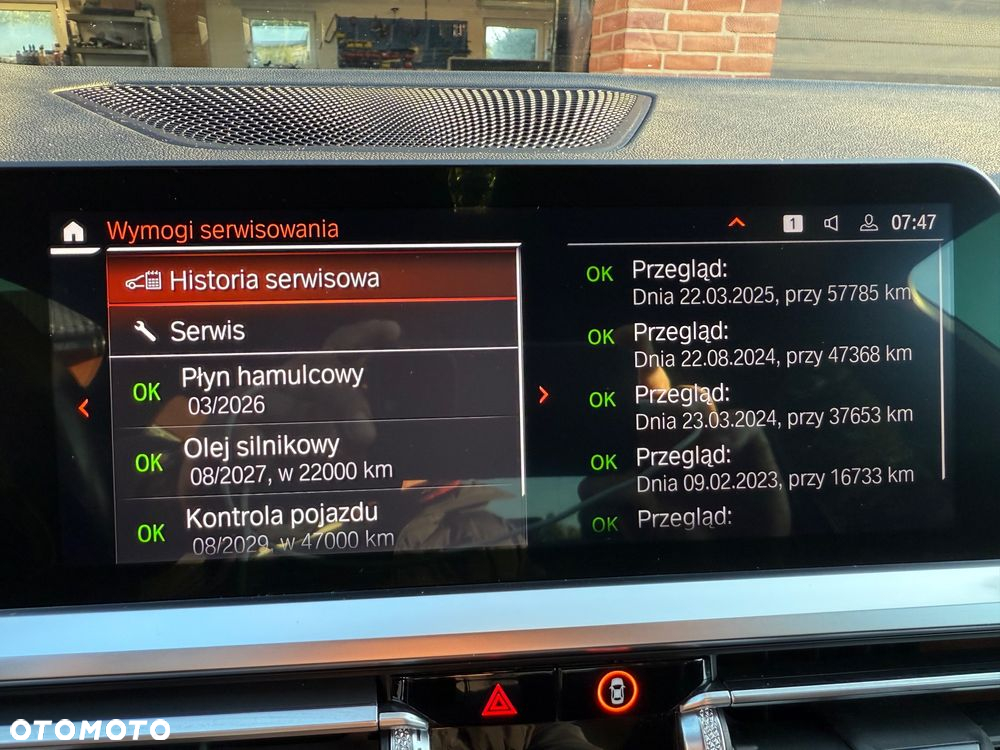 Wymogi serwisowania
1
07:47
Historia serwisowa
Serwis
OK Płyn hamulcowy
03/2026
OK Olej silnikowy
08/2027, w 22000 km
OK Kontrola pojazdu
08/2029, w 47000 km
OK Przegląd:
Dnia 22.03.2025, przy 57785 km
OK Przegląd:
Dnia 22.08.2024, przy 47368 km
OK Przegląd:
Dnia 23.03.2024, przy 37653 km
OK Przegląd:
Dnia 09.02.2023, przy 16733 km
OK Przegląd:
OTOMOTO